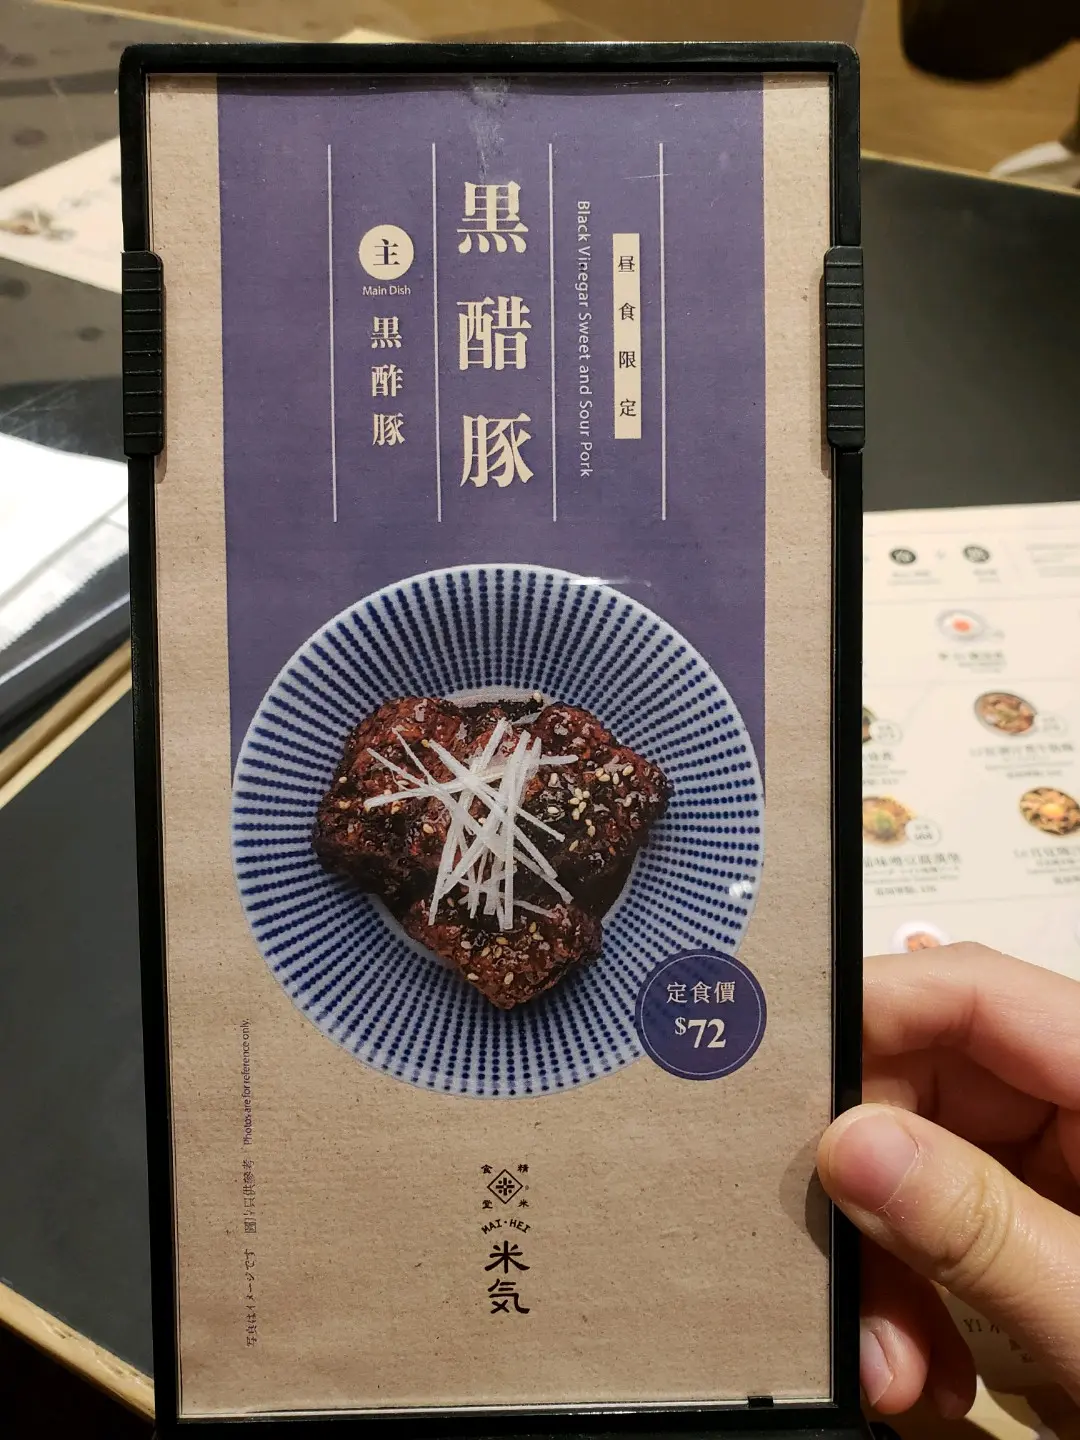 昼食限定
Black Vinegar Sweet and Sour Pork
黒醋豚
主
Main Dish
黒酢豚
定食價
$72
写真はイメージです 圖片只供參考 Photos are for reference only.
精米食堂
MAI·HEI
米気